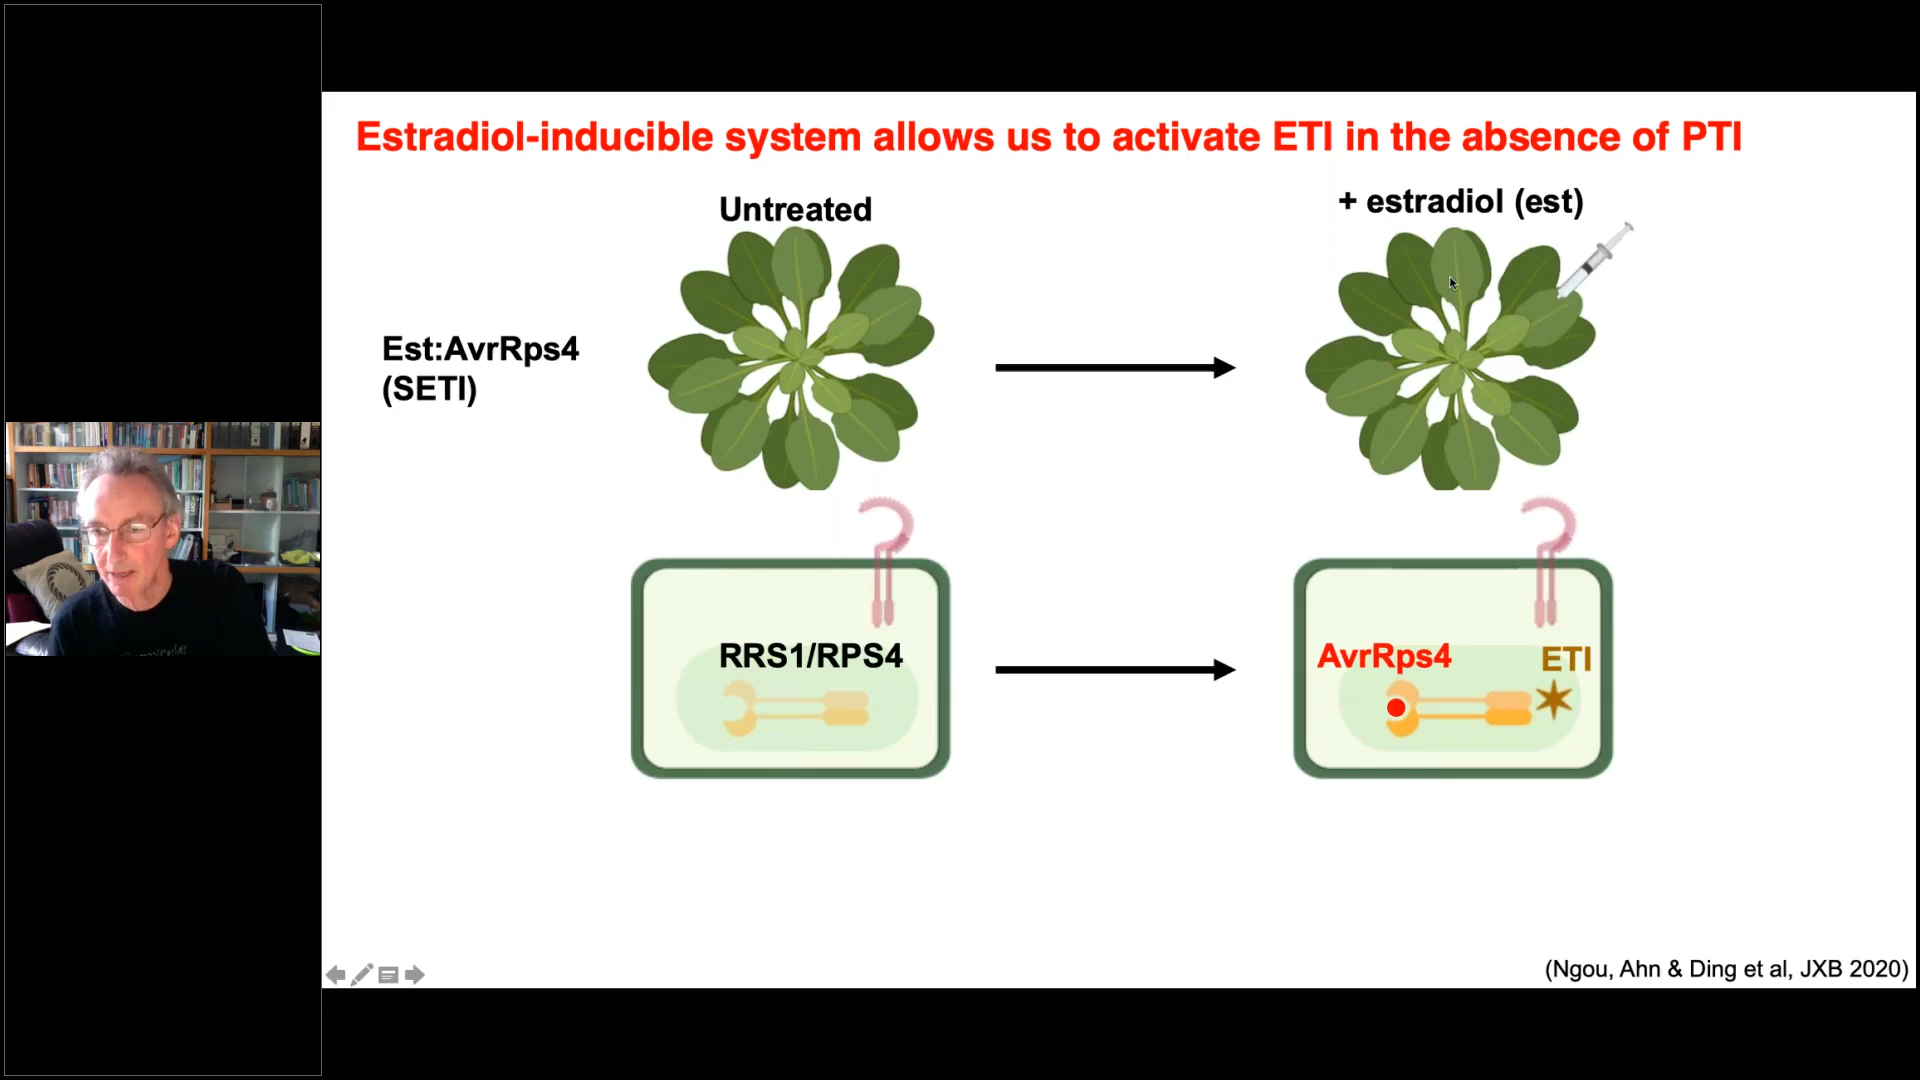 Estradiol-inducible system allows us to activate ETI in the absence of PTI
Untreated
+ estradiol (est)
Est:AvrRps4
(SETI)
RRS1/RPS4
AvrRps4
ETI
(Ngou, Ahn & Ding et al, JXB 2020)